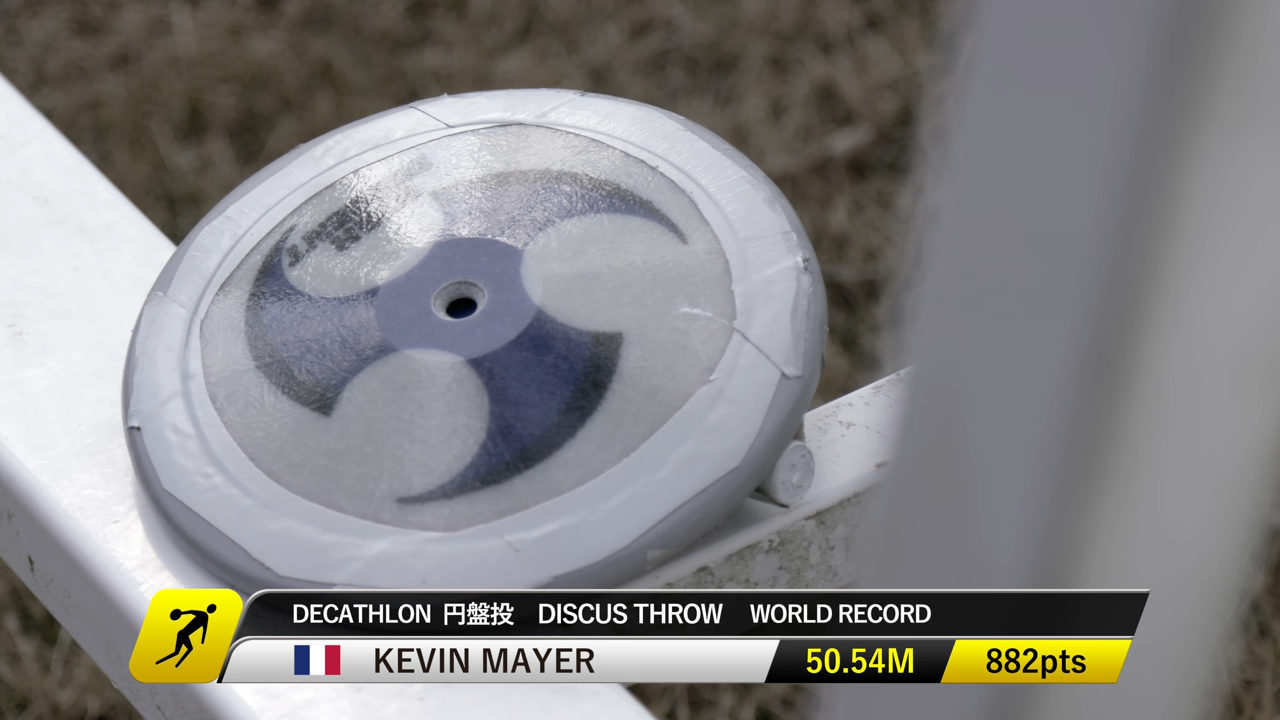 DECATHLON 円盤投 DISCUS THROW WORLD RECORD
KEVIN MAYER 50.54M 882pts